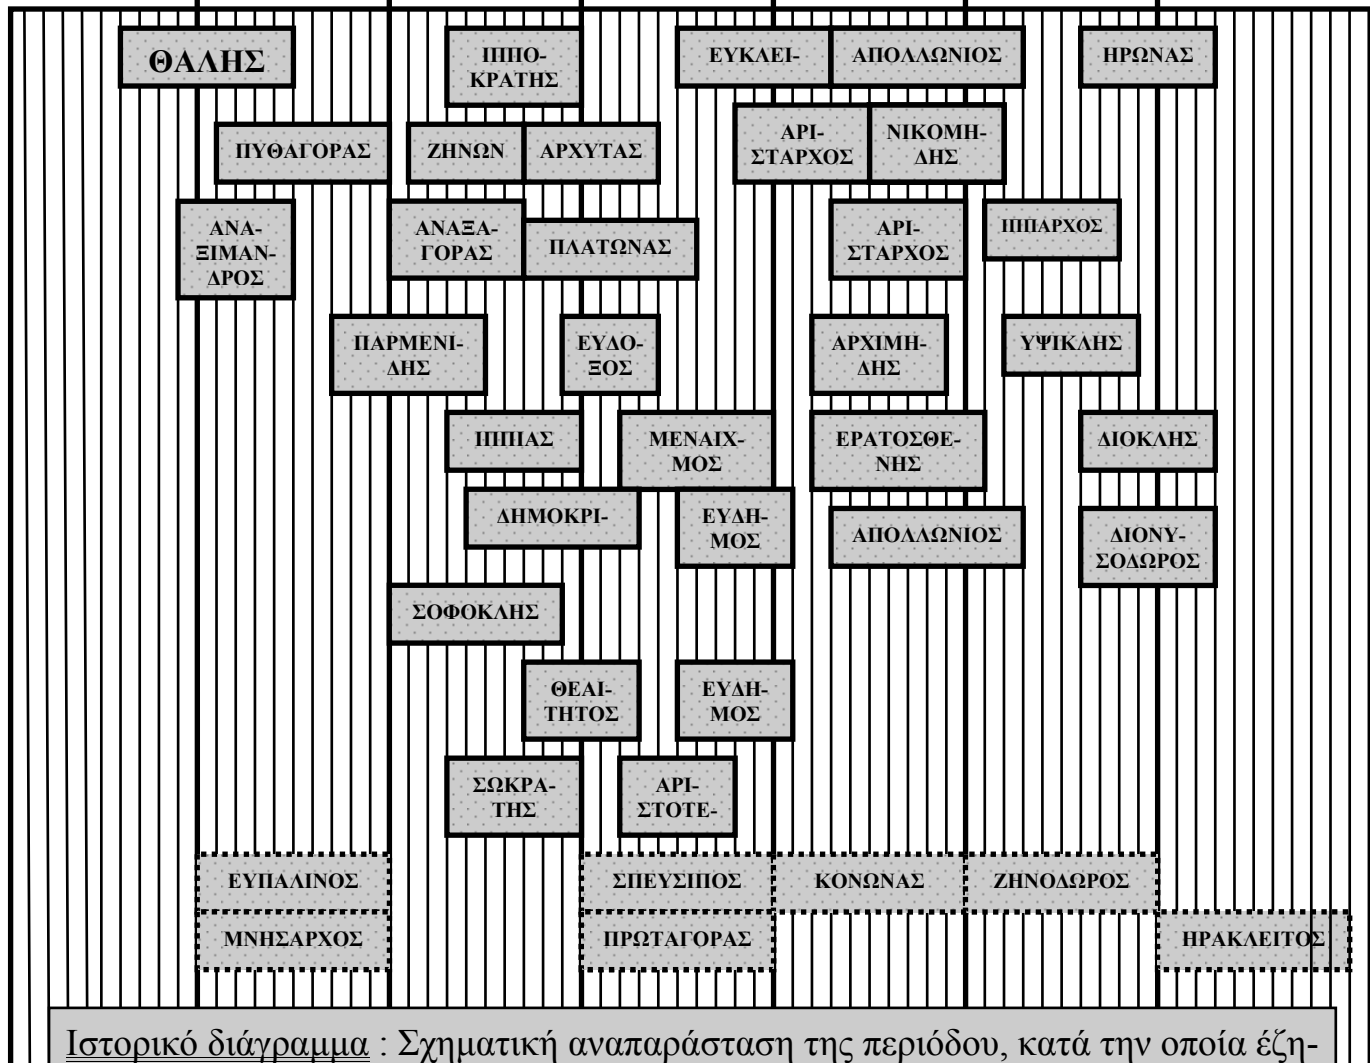 ΘΑΛΗΣ
ΙΠΠΟ-
ΚΡΑΤΗΣ
ΕΥΚΛΕΙ-
ΑΠΟΛΛΩΝΙΟΣ
ΗΡΩΝΑΣ
ΠΥΘΑΓΟΡΑΣ
ΖΗΝΩΝ
ΑΡΧΥΤΑΣ
ΑΡΙ-
ΣΤΑΡΧΟΣ
ΝΙΚΟΜΗ-
ΔΗΣ
ΑΝΑ-
ΞΙΜΑΝ-
ΔΡΟΣ
ΑΝΑΞΑ-
ΓΟΡΑΣ
ΠΛΑΤΩΝΑΣ
ΑΡΙ-
ΣΤΑΡΧΟΣ
ΙΠΠΑΡΧΟΣ
ΠΑΡΜΕΝΙ-
ΔΗΣ
ΕΥΔΟ-
ΞΟΣ
ΑΡΧΙΜΗ-
ΔΗΣ
ΥΨΙΚΛΗΣ
ΙΠΠΙΑΣ
ΜΕΝΑΙΧ-
ΜΟΣ
ΕΡΑΤΟΣΘΕ-
ΝΗΣ
ΔΙΟΚΛΗΣ
ΔΗΜΟΚΡΙ-
ΕΥΔΗ-
ΜΟΣ
ΑΠΟΛΛΩΝΙΟΣ
ΔΙΟΝΥ-
ΣΟΔΩΡΟΣ
ΣΟΦΟΚΛΗΣ
ΘΕΑΙ-
ΤΗΤΟΣ
ΕΥΔΗ-
ΜΟΣ
ΣΩΚΡΑ-
ΤΗΣ
ΑΡΙ-
ΣΤΟΤΕ-
ΕΥΠΑΛΙΝΟΣ
ΣΠΕΥΣΙΠΟΣ
ΚΟΝΩΝΑΣ
ΖΗΝΟΔΩΡΟΣ
ΜΝΗΣΑΡΧΟΣ
ΠΡΩΤΑΓΟΡΑΣ
ΗΡΑΚΛΕΙΤΟΣ
Ιστορικό διάγραμμα : Σχηματική αναπαράσταση της περιόδου, κατά την οποία έζη-